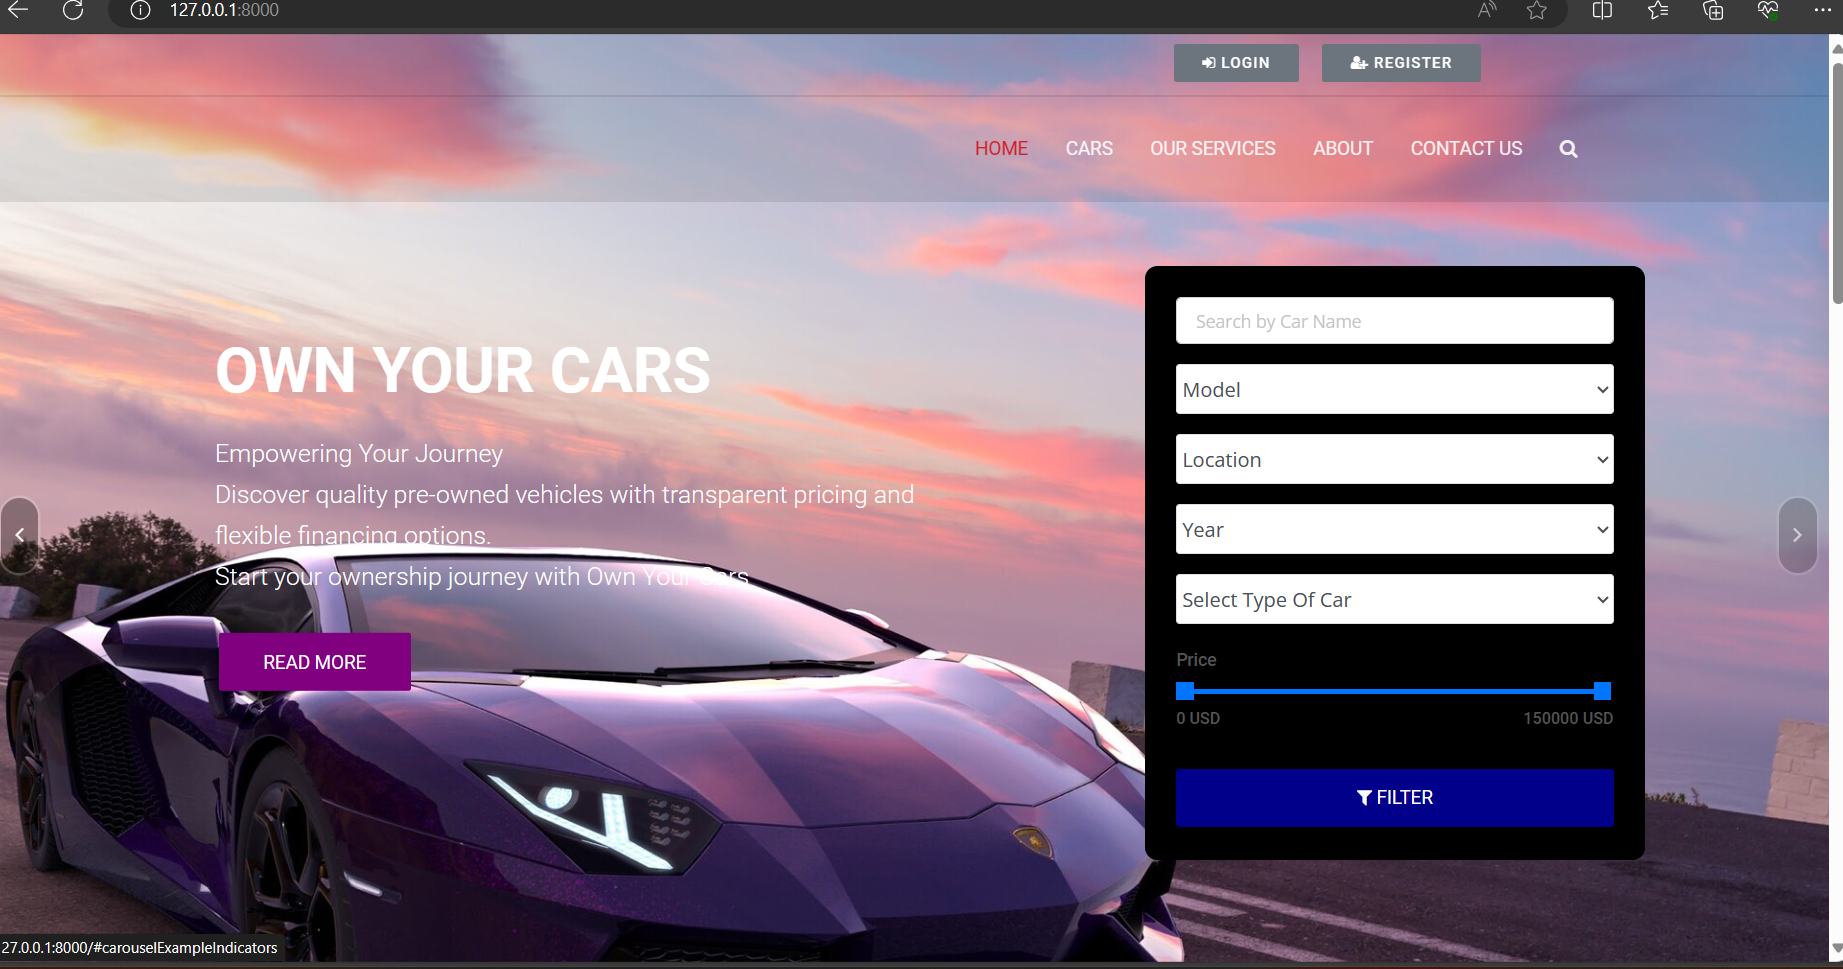 127.0.0.1:8000
LOGIN
REGISTER
HOME
CARS
OUR SERVICES
ABOUT
CONTACT US
OWN YOUR CARS
Empowering Your Journey
Discover quality pre-owned vehicles with transparent pricing and
flexible financing options.
Start your ownership journey with Own Your Cars
READ MORE
Search by Car Name
Model
Location
Year
Select Type Of Car
Price
0 USD
150000 USD
FILTER
27.0.0.1:8000/#carouselExampleIndicators